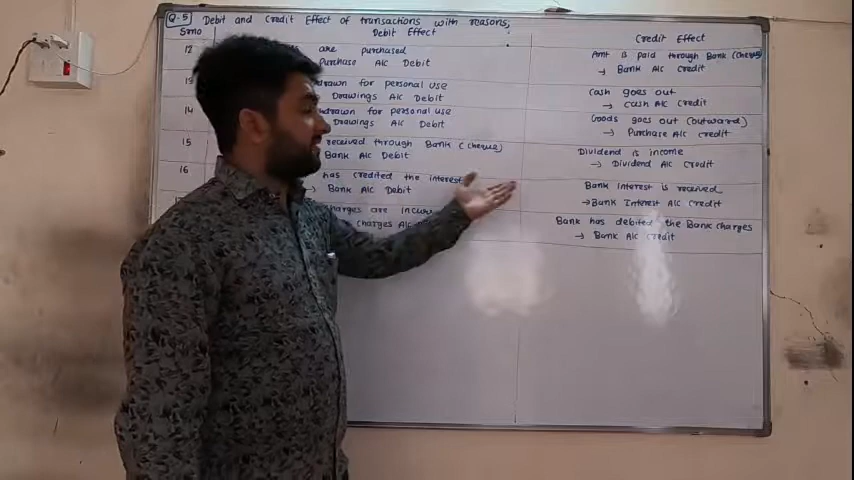 Q.5 Debit and Credit Effect of transactions with reasons;
Srno Debit Effect Credit Effect
12 are purchased Amt is paid through Bank (cheque)
Purchase A/c Debit → Bank A/c Credit
13 for personal use Cash goes out
Drawings A/c Debit → Cash A/c Credit
14 for personal use Goods goes out (outward)
Drawings A/c Debit → Purchase A/c Credit
15 received through Bank (cheque) Dividend is income
Bank A/c Debit → Dividend A/c Credit
16 has credited the interest Bank interest is received
→ Bank A/c Debit → Bank Interest A/c Credit
charges are Bank has debited the Bank charges
charges A/c → Bank A/c Credit